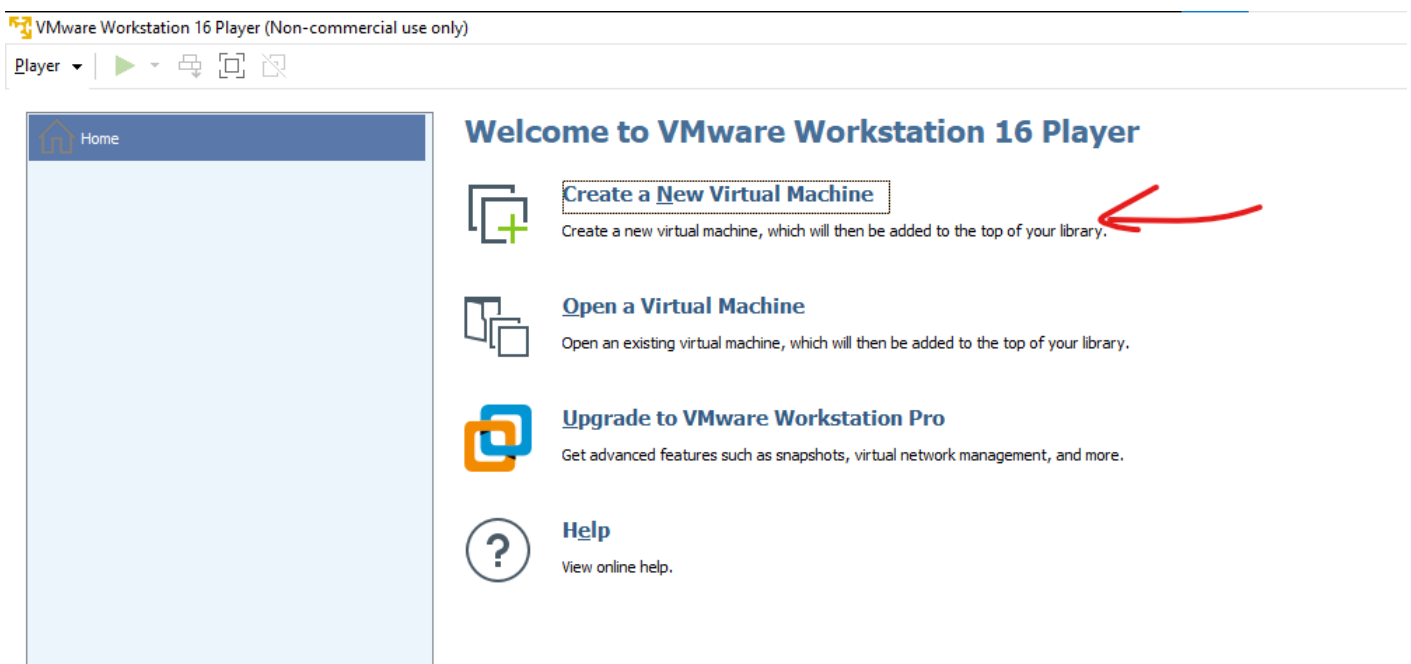 VMware Workstation 16 Player (Non-commercial use only)
Player
Home
Welcome to VMware Workstation 16 Player
Create a New Virtual Machine
Create a new virtual machine, which will then be added to the top of your library.
Open a Virtual Machine
Open an existing virtual machine, which will then be added to the top of your library.
Upgrade to VMware Workstation Pro
Get advanced features such as snapshots, virtual network management, and more.
?
Help
View online help.